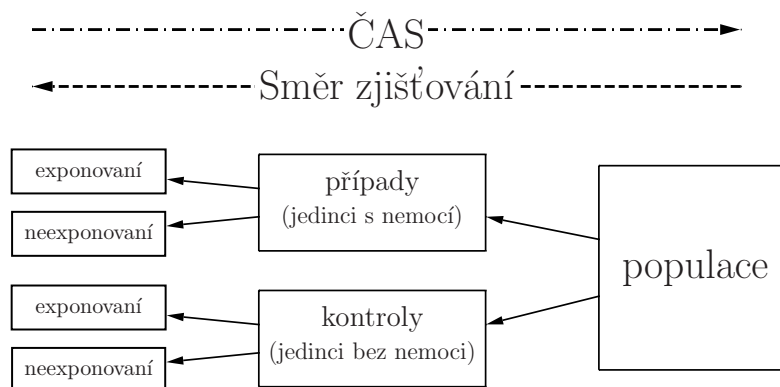 ČAS
Směr zjišťování
exponovaní
neexponovaní
případy
(jedinci s nemocí)
exponovaní
neexponovaní
kontroly
(jedinci bez nemoci)
populace